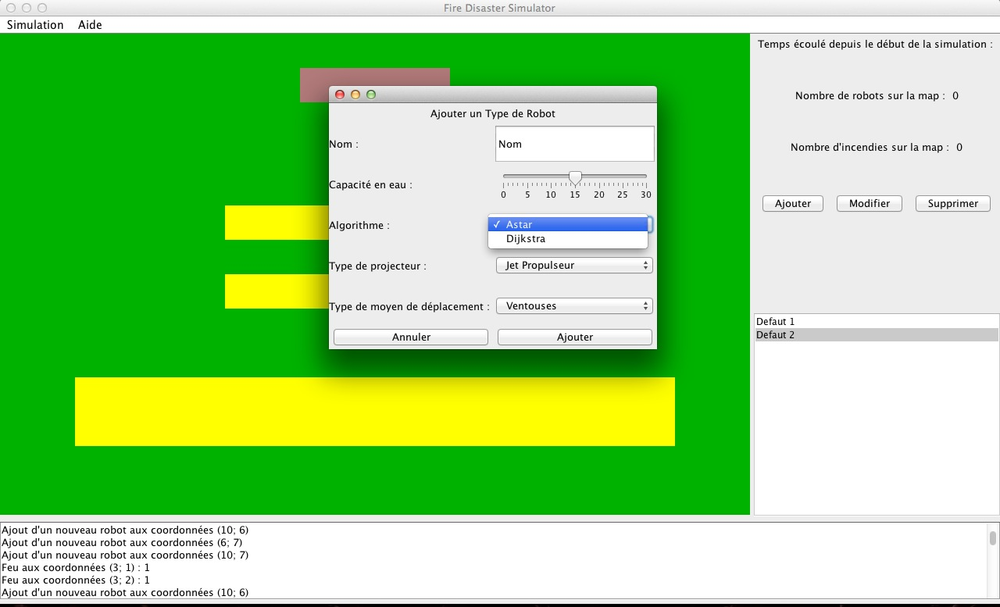 Fire Disaster Simulator
Simulation Aide
Temps écoulé depuis le début de la simulation :
Nombre de robots sur la map : 0
Nombre d'incendies sur la map : 0
Ajouter Modifier Supprimer
Defaut 1
Defaut 2
Ajouter un Type de Robot
Nom : Nom
Capacité en eau :
0 5 10 15 20 25 30
Algorithme : ✓ Astar
Dijkstra
Type de projecteur : Jet Propulseur
Type de moyen de déplacement : Ventouses
Annuler Ajouter
Ajout d'un nouveau robot aux coordonnées (10; 6)
Ajout d'un nouveau robot aux coordonnées (6; 7)
Ajout d'un nouveau robot aux coordonnées (10; 7)
Feu aux coordonnées (3; 1) : 1
Feu aux coordonnées (3; 2) : 1
Ajout d'un nouveau robot aux coordonnées (10; 6)